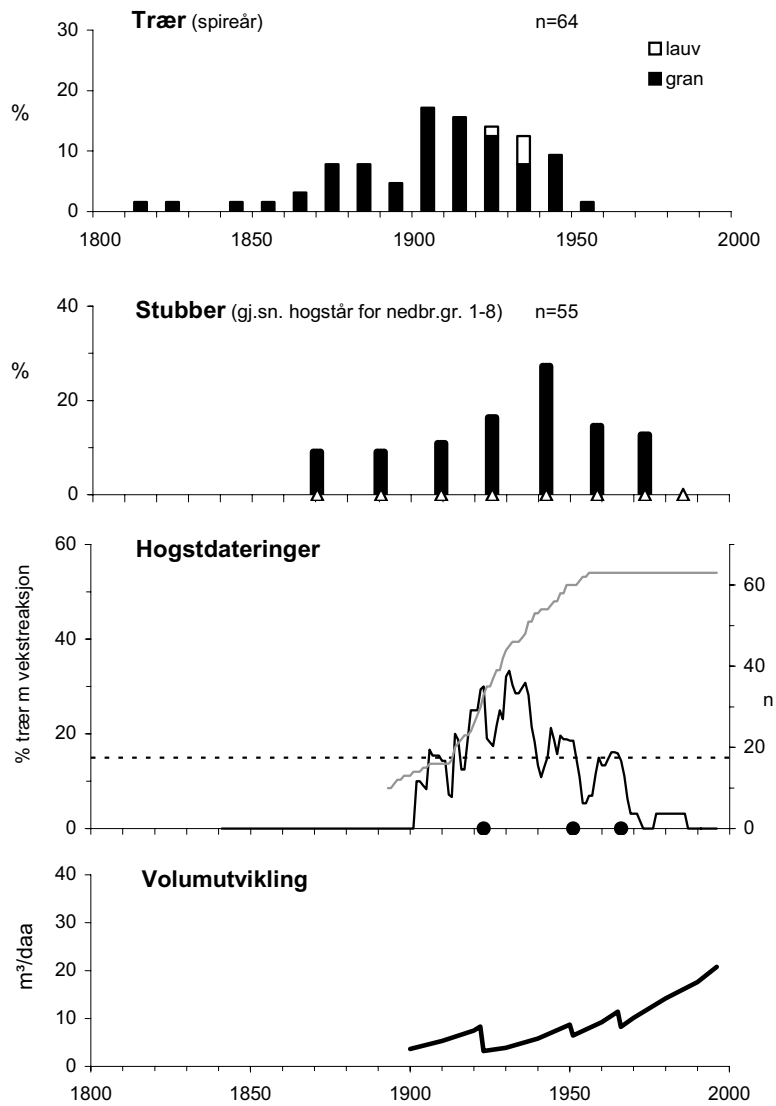 Trær (spireår) n=64
□ lauv
■ gran
%
30
20
10
0
1800 1850 1900 1950 2000
Stubber (gj.sn. hogstår for nedbr.gr. 1-8) n=55
%
40
20
0
Hogstdateringer
% trær m vekstreaksjon
60
40
20
0
60
40
20
0
n
Volumutvikling
m³/daa
40
30
20
10
0
1800 1850 1900 1950 2000